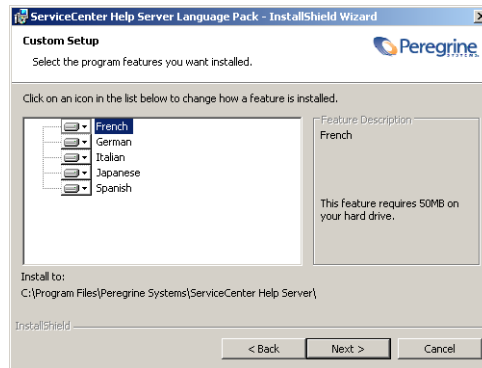 ServiceCenter Help Server Language Pack - InstallShield Wizard
Custom Setup
Select the program features you want installed.
Peregrine
SYSTEMS
Click on an icon in the list below to change how a feature is installed.
French
German
Italian
Japanese
Spanish
Feature Description
French
This feature requires 50MB on
your hard drive.
Install to:
C:\Program Files\Peregrine Systems\ServiceCenter Help Server\
InstallShield
< Back
Next >
Cancel